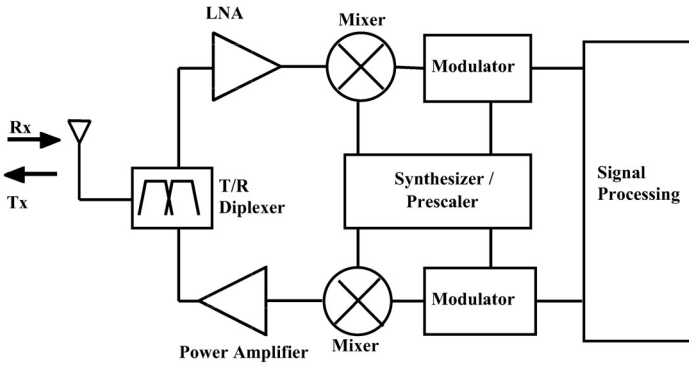 LNA
Mixer
Modulator
Rx
Tx
T/R
Diplexer
Synthesizer /
Prescaler
Signal
Processing
Power Amplifier
Mixer
Modulator